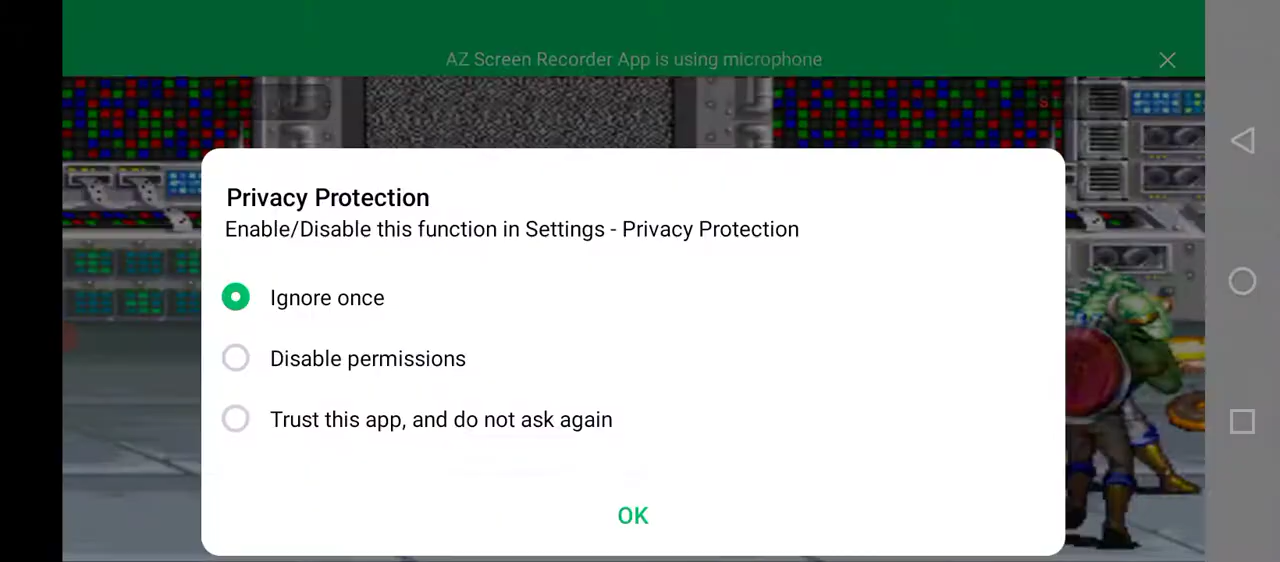 AZ Screen Recorder App is using microphone
Privacy Protection
Enable/Disable this function in Settings - Privacy Protection
Ignore once
Disable permissions
Trust this app, and do not ask again
OK